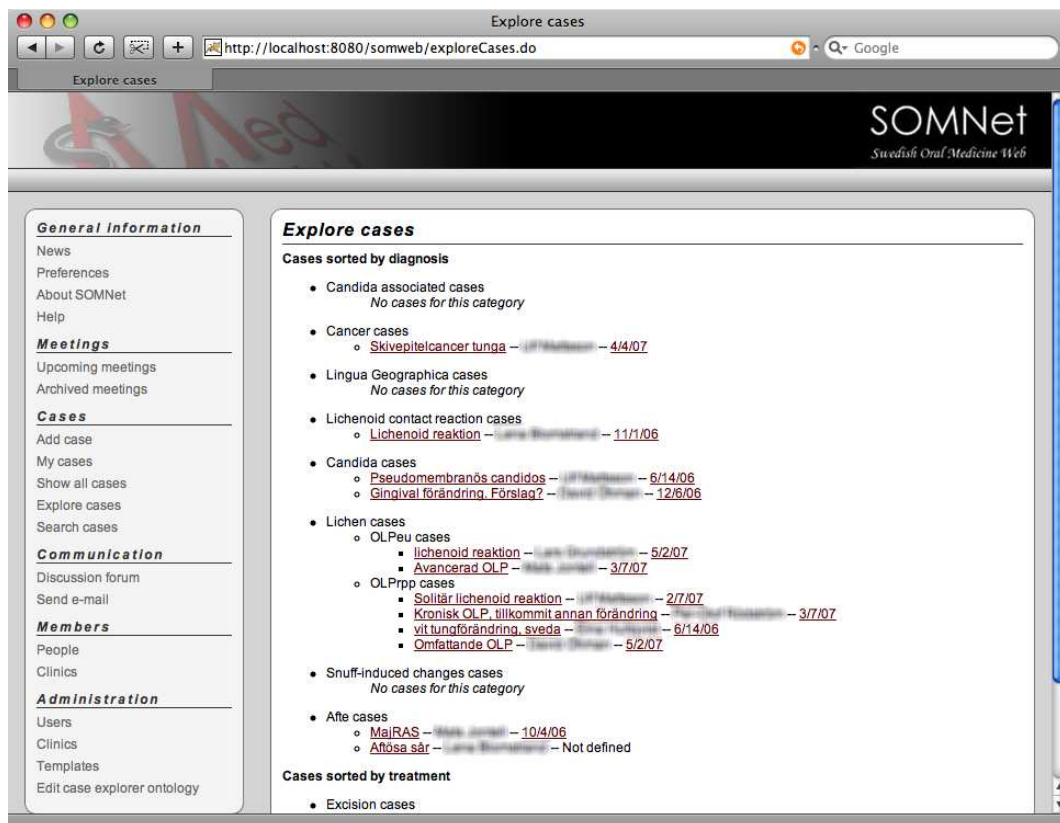 Explore cases
http://localhost:8080/somweb/exploreCases.do
Google
Explore cases
Med
SOMNet
Swedish Oral Medicine Web
General information
News
Preferences
About SOMNet
Help
Meetings
Upcoming meetings
Archived meetings
Cases
Add case
My cases
Show all cases
Explore cases
Search cases
Communication
Discussion forum
Send e-mail
Members
People
Clinics
Administration
Users
Clinics
Templates
Edit case explorer ontology
Explore cases
Cases sorted by diagnosis
Candida associated cases
No cases for this category
Cancer cases
Skivepitelcancer tunga -- -- 4/4/07
Lingua Geographica cases
No cases for this category
Lichenoid contact reaction cases
Lichenoid reaktion -- -- 11/1/06
Candida cases
Pseudomembranös candidos -- -- 6/14/06
Gingival förändring. Förslag? -- -- 12/6/06
Lichen cases
OLPeu cases
lichenoid reaktion -- -- 5/2/07
Avancerad OLP -- -- 3/7/07
OLPrpp cases
Solitär lichenoid reaktion -- -- 2/7/07
Kronisk OLP, tillkommit annan förändring -- -- 3/7/07
vit tungförändring, sveda -- -- 6/14/06
Omfattande OLP -- -- 5/2/07
Snuff-induced changes cases
No cases for this category
Afte cases
MajRAS -- -- 10/4/06
Aftösa sår -- -- Not defined
Cases sorted by treatment
Excision cases